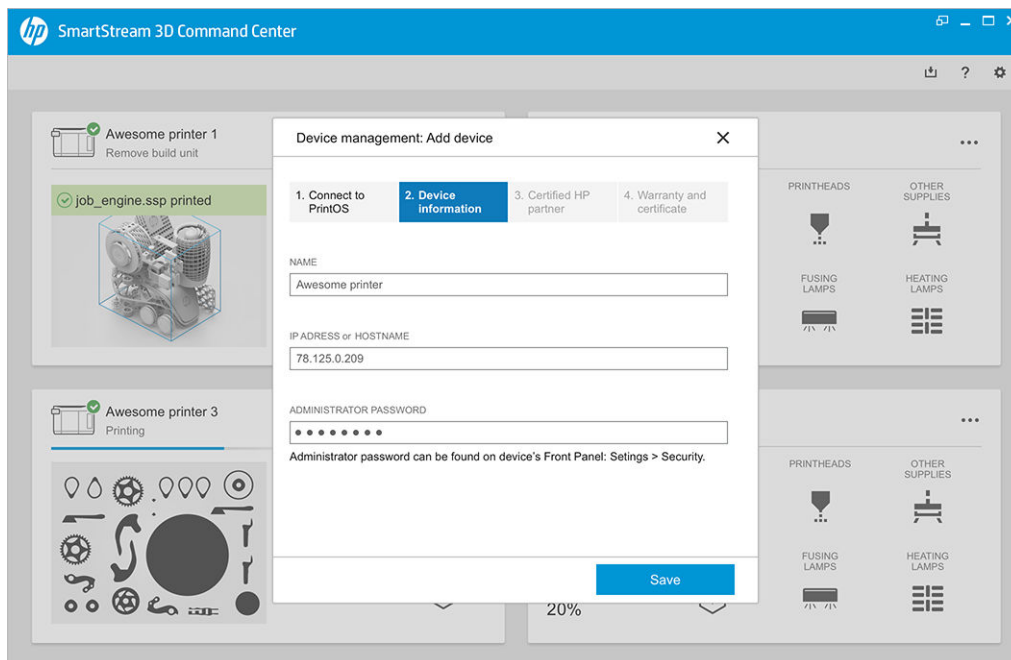 hp SmartStream 3D Command Center
?
Awesome printer 1
Remove build unit
job_engine.ssp printed
Device management: Add device
1. Connect to
PrintOS
2. Device
information
3. Certified HP
partner
4. Warranty and
certificate
NAME
Awesome printer
IP ADRESS or HOSTNAME
78.125.0.209
ADMINISTRATOR PASSWORD
Administrator password can be found on device's Front Panel: Setings > Security.
Save
PRINTHEADS
OTHER
SUPPLIES
FUSING
LAMPS
HEATING
LAMPS
Awesome printer 3
Printing
20%
PRINTHEADS
OTHER
SUPPLIES
FUSING
LAMPS
HEATING
LAMPS